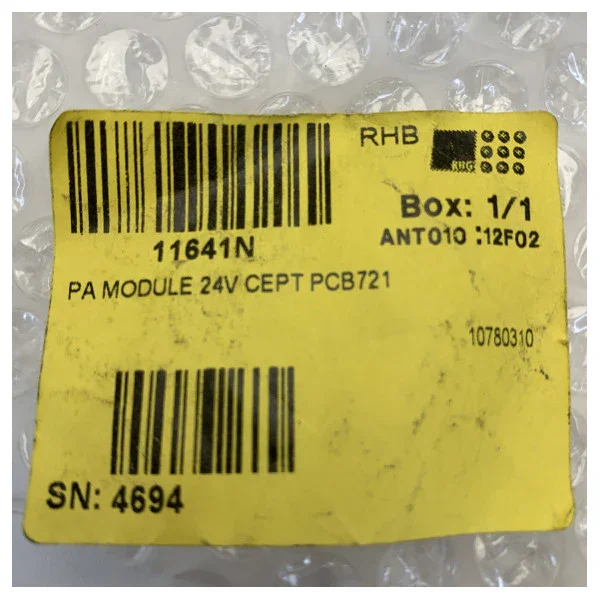 RHB
Box: 1/1
11641N
ANT010 :12F02
PA MODULE 24V CEPT PCB721
10780310
SN: 4694